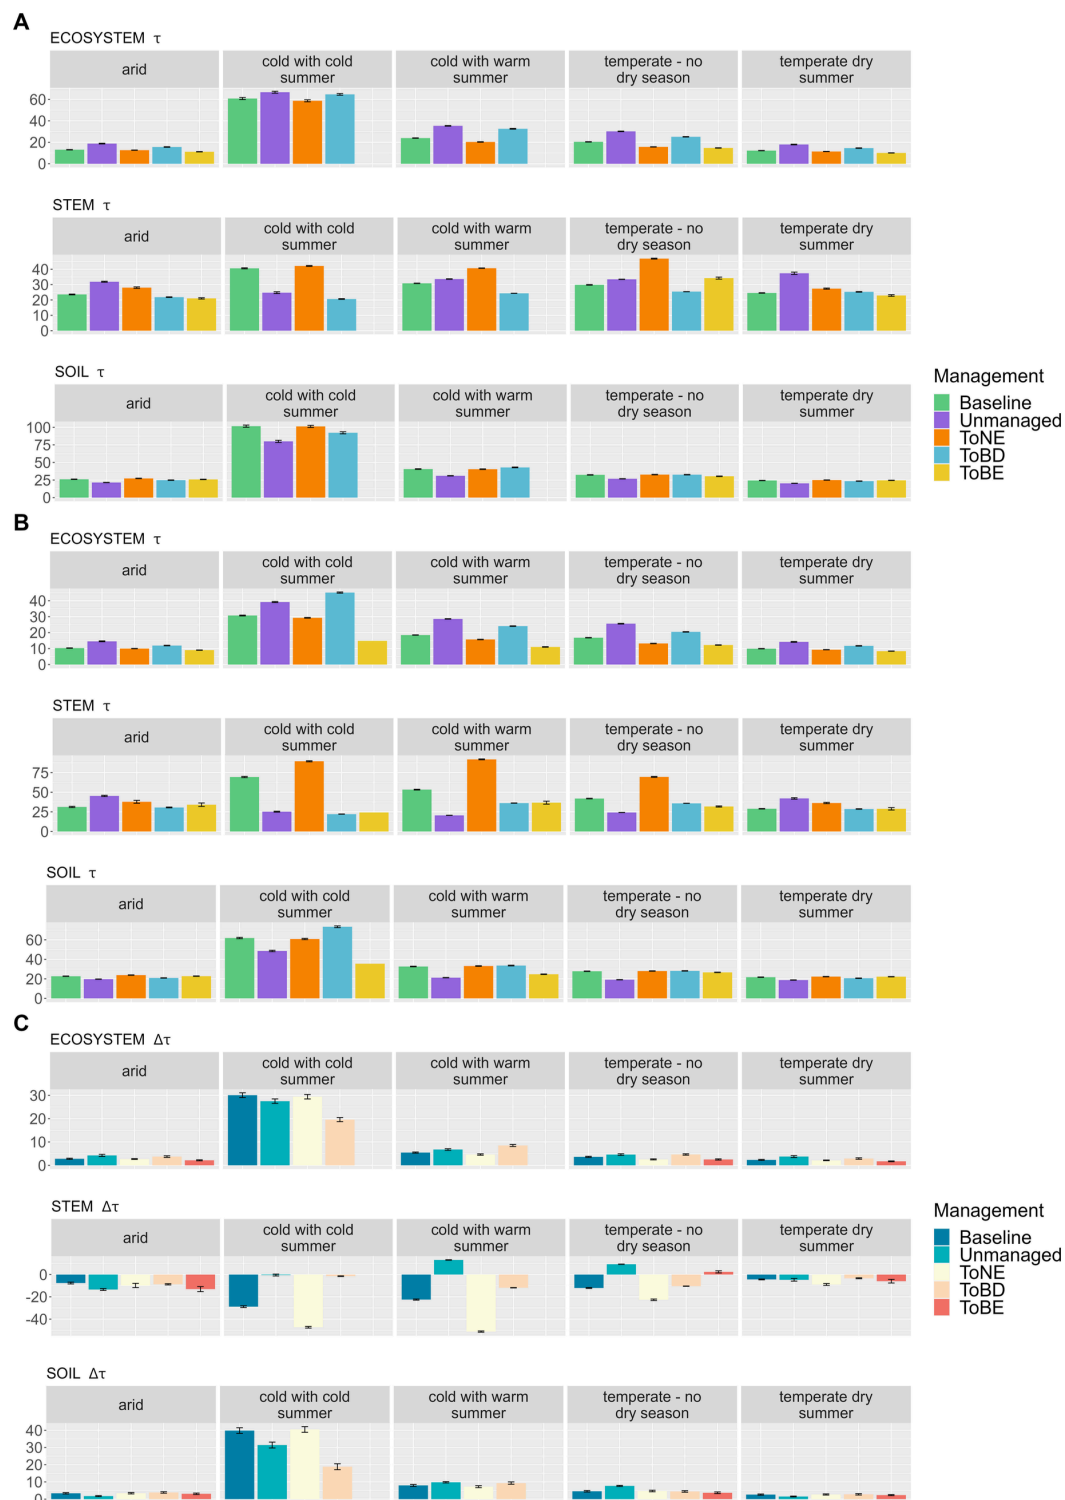 A
ECOSYSTEM τ
arid
cold with cold
summer
cold with warm
summer
temperate - no
dry season
temperate dry
summer
60
40
20
0
STEM τ
arid
cold with cold
summer
cold with warm
summer
temperate - no
dry season
temperate dry
summer
40
30
20
10
0
SOIL τ
arid
cold with cold
summer
cold with warm
summer
temperate - no
dry season
temperate dry
summer
100
75
50
25
0
Management
Baseline
Unmanaged
ToNE
ToBD
ToBE
B
ECOSYSTEM τ
arid
cold with cold
summer
cold with warm
summer
temperate - no
dry season
temperate dry
summer
40
30
20
10
0
STEM τ
arid
cold with cold
summer
cold with warm
summer
temperate - no
dry season
temperate dry
summer
75
50
25
0
SOIL τ
arid
cold with cold
summer
cold with warm
summer
temperate - no
dry season
temperate dry
summer
60
40
20
0
C
ECOSYSTEM Δτ
arid
cold with cold
summer
cold with warm
summer
temperate - no
dry season
temperate dry
summer
30
20
10
0
STEM Δτ
arid
cold with cold
summer
cold with warm
summer
temperate - no
dry season
temperate dry
summer
0
-20
-40
Management
Baseline
Unmanaged
ToNE
ToBD
ToBE
SOIL Δτ
arid
cold with cold
summer
cold with warm
summer
temperate - no
dry season
temperate dry
summer
40
30
20
10
0